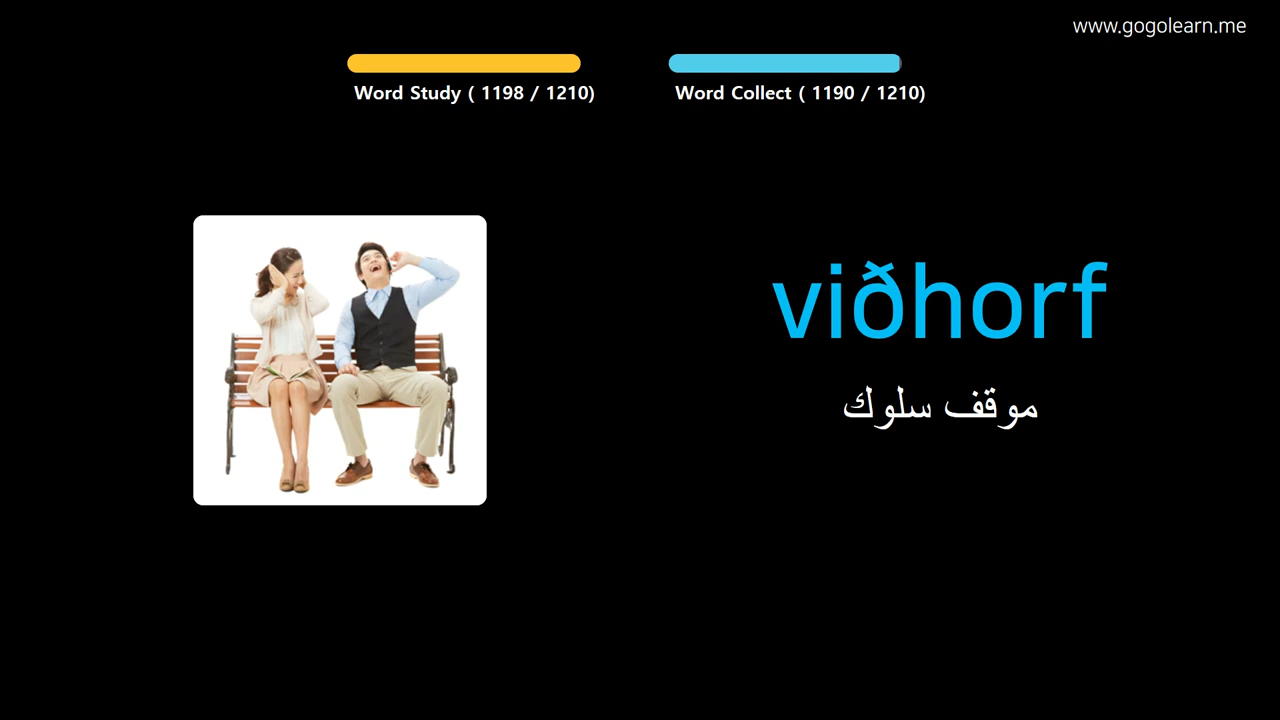 www.gogolearn.me
Word Study ( 1198 / 1210)
Word Collect ( 1190 / 1210)
viðhorf
موقف سلوك